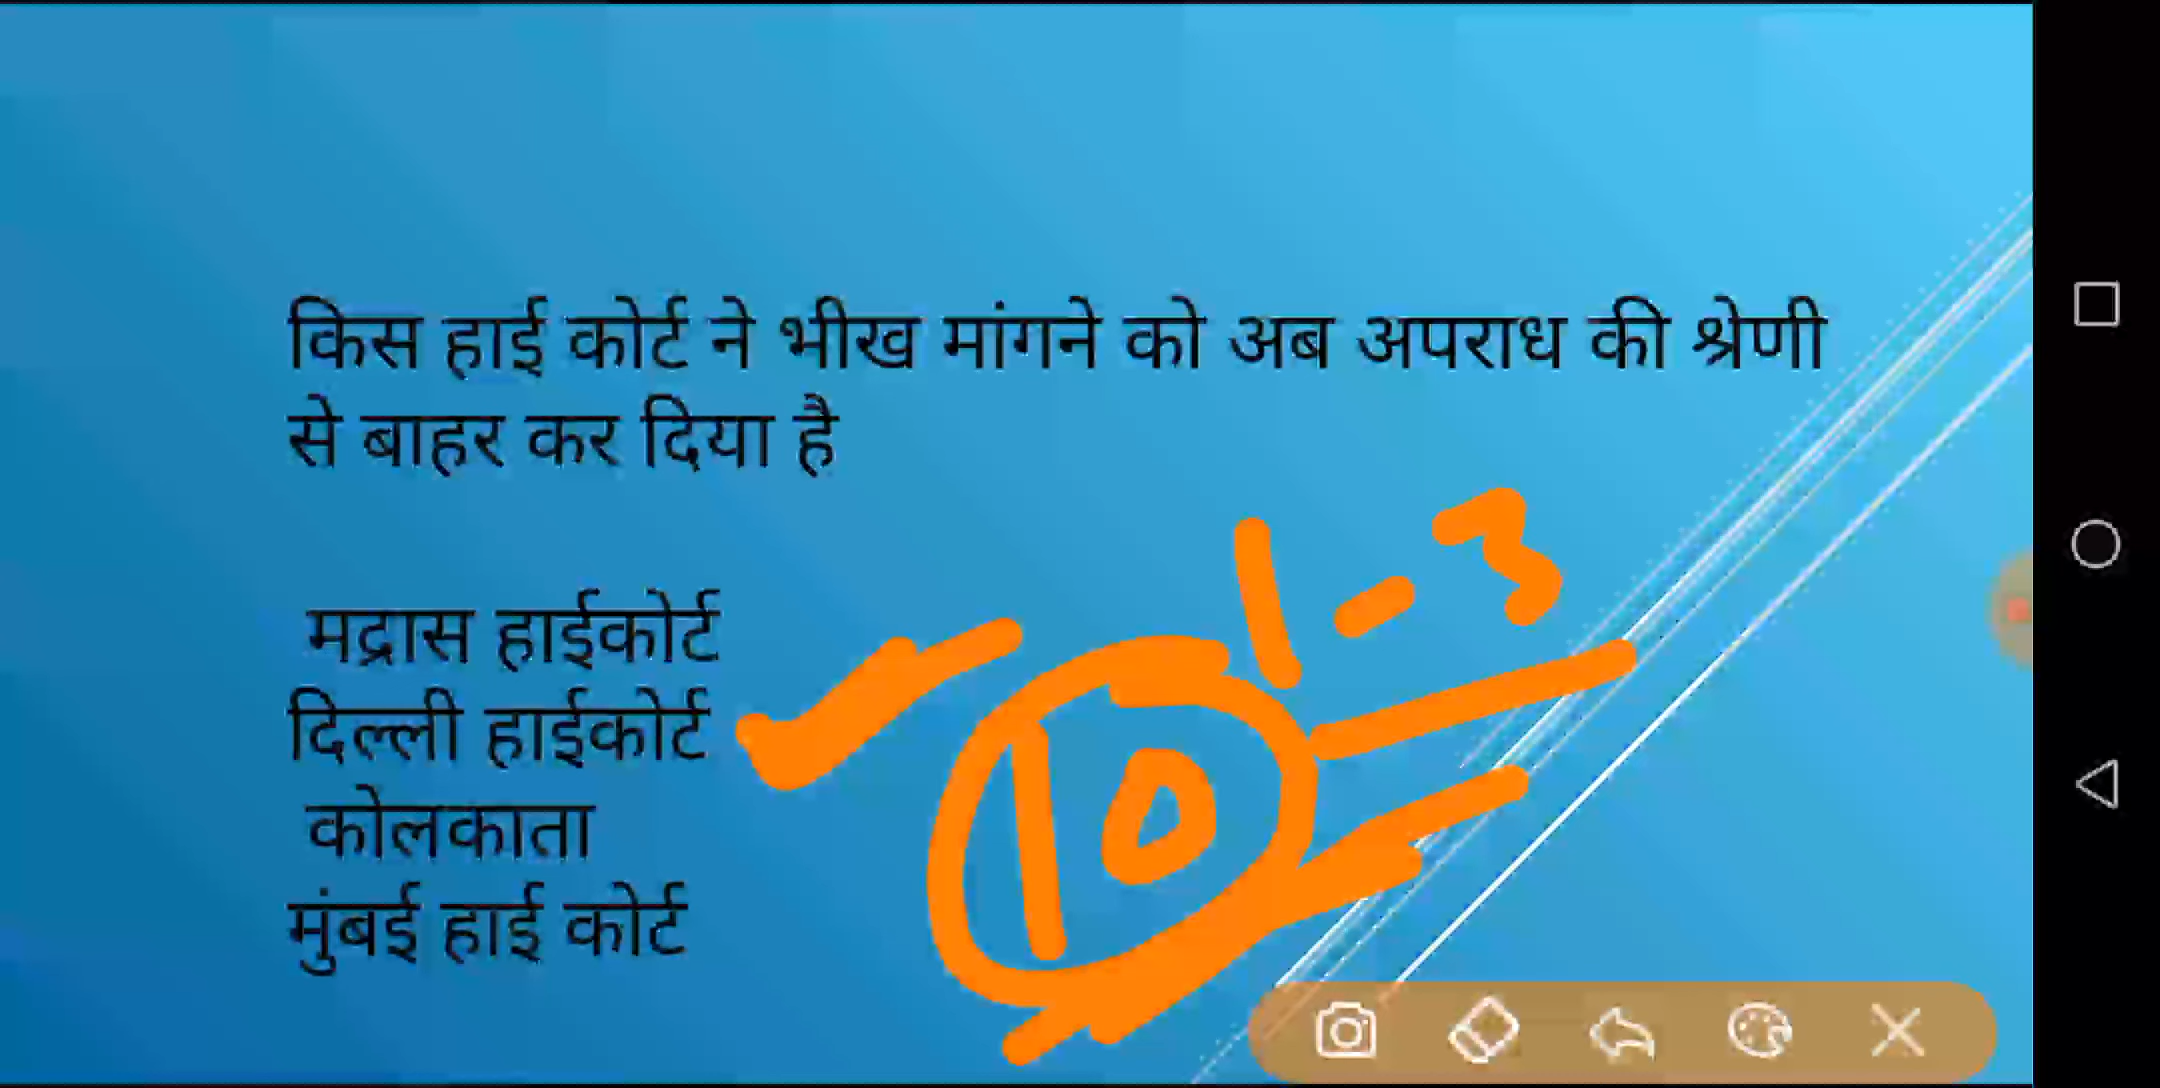 किस हाई कोर्ट ने भीख मांगने को अब अपराध की श्रेणी
से बाहर कर दिया है
1-3
मद्रास हाईकोर्ट
दिल्ली हाईकोर्ट
10
कोलकाता
मुंबई हाई कोर्ट